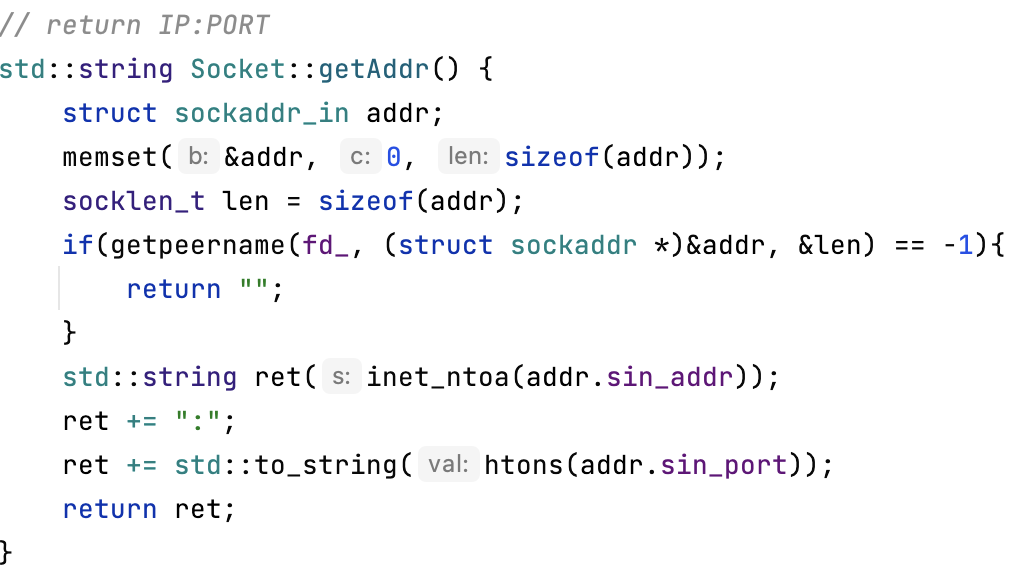 // return IP:PORT
std::string Socket::getAddr() {
    struct sockaddr_in addr;
    memset( b: &addr, c: 0, len: sizeof(addr));
    socklen_t len = sizeof(addr);
    if(getpeername(fd_, (struct sockaddr *)&addr, &len) == -1){
        return "";
    }
    std::string ret( s: inet_ntoa(addr.sin_addr));
    ret += ":";
    ret += std::to_string( val: htons(addr.sin_port));
    return ret;
}